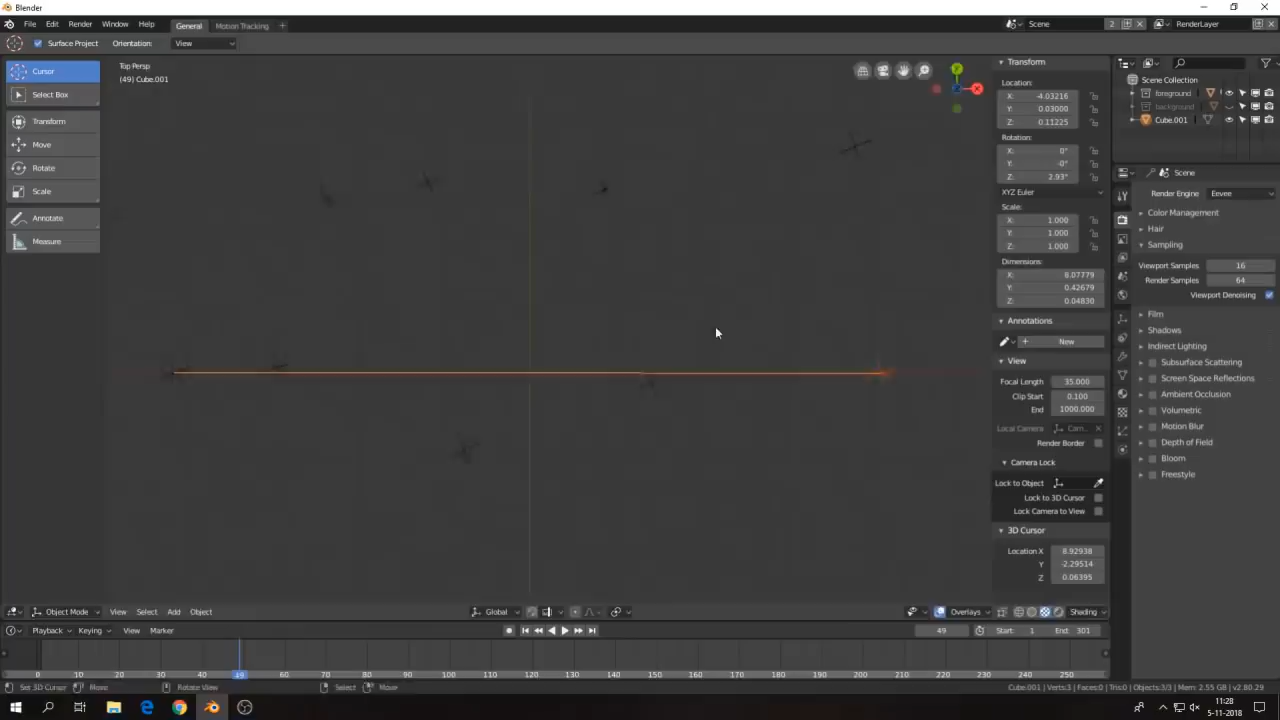 Blender
File Edit Render Window Help General Motion Tracking + Scene 2 RenderLayer
Surface Project Orientation: View
Top Persp
(49) Cube.001
Cursor
Select Box
Transform
Move
Rotate
Scale
Annotate
Measure
Y
X
Transform
Location:
X: -4.03216
Y: 0.03000
Z: 0.11225
Rotation:
X: 0°
Y: -0°
Z: 2.93°
XYZ Euler
Scale:
X: 1.000
Y: 1.000
Z: 1.000
Dimensions:
X: 8.07779
Y: 0.42679
Z: 0.04830
Annotations
+ New
View
Focal Length 35.000
Clip Start 0.100
End 1000.000
Local Camera Cam..
Render Border
Camera Lock
Lock to Object
Lock to 3D Cursor
Lock Camera to View
3D Cursor
Location X 8.92938
Y -2.29514
Z 0.06395
Scene Collection
foreground
background
Cube.001
Scene
Render Engine Eevee
Color Management
Hair
Sampling
Viewport Samples 16
Render Samples 64
Viewport Denoising
Film
Shadows
Indirect Lighting
Subsurface Scattering
Screen Space Reflections
Ambient Occlusion
Volumetric
Motion Blur
Depth of Field
Bloom
Freestyle
Object Mode View Select Add Object Global Overlays Shading
Playback Keying View Marker 49 Start: 1 End: 301
0 10 20 30 40 49 60 70 80 90 100 110 120 130 140 150 160 170 180 190 200 210 220 230 240 250
Set 3D Cursor Move Rotate View Select Move Cube.001 | Verts:3 | Faces:0 | Tris:0 | Objects:3/3 | Mem: 2.55 GB | v2.80.29
11:28
5-11-2018